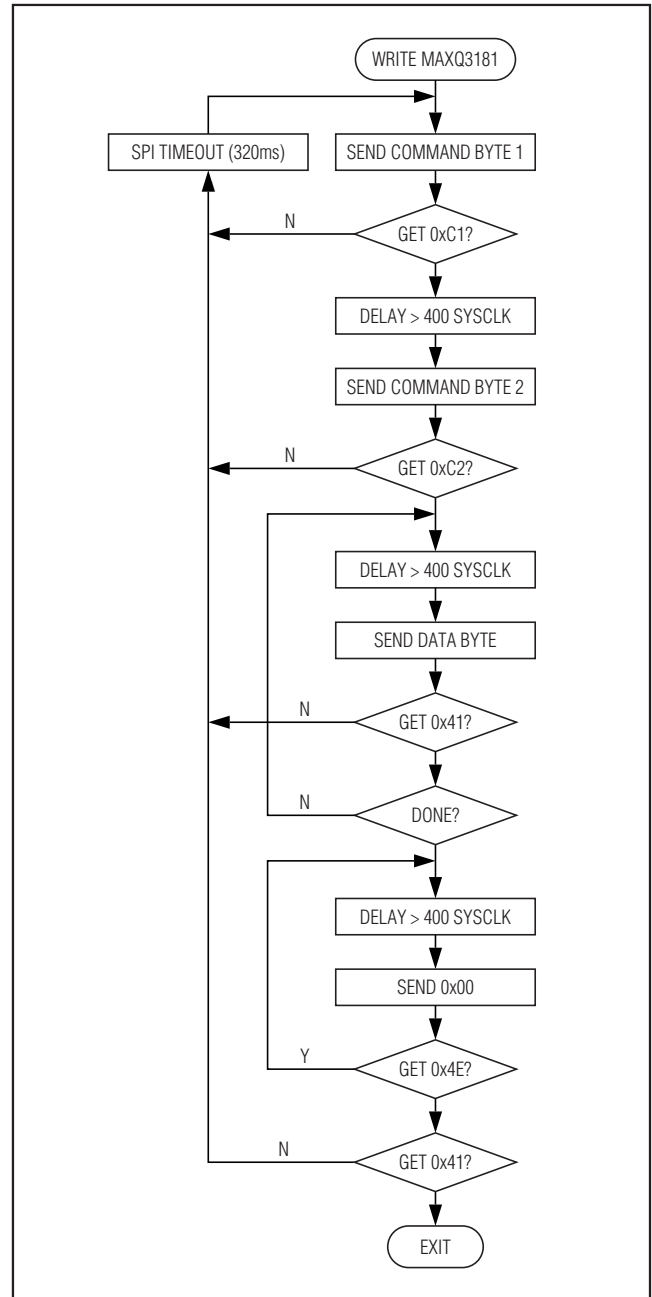 WRITE MAXQ3181
SPI TIMEOUT (320ms)
SEND COMMAND BYTE 1
N
GET 0xC1?
DELAY > 400 SYSCLK
SEND COMMAND BYTE 2
N
GET 0xC2?
DELAY > 400 SYSCLK
SEND DATA BYTE
N
GET 0x41?
N
DONE?
DELAY > 400 SYSCLK
SEND 0x00
Y
GET 0x4E?
N
GET 0x41?
EXIT